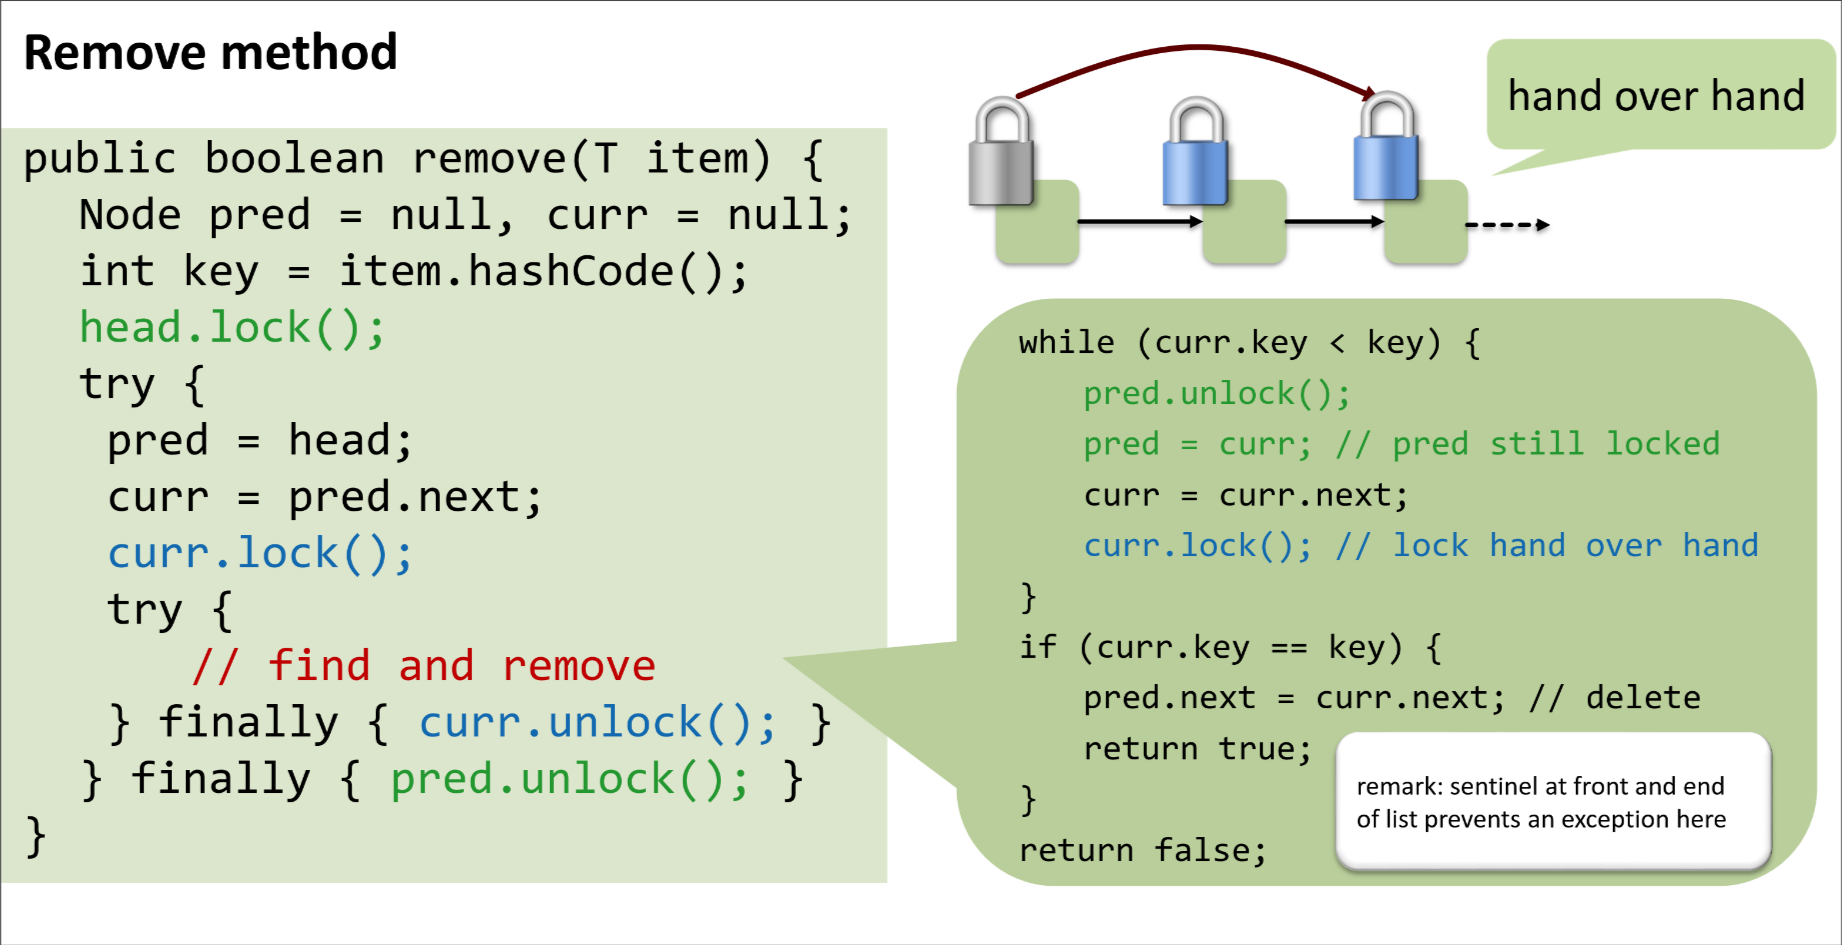 Remove method
public boolean remove(T item) {
Node pred = null, curr = null;
int key = item.hashCode();
head.lock();
try {
pred = head;
curr = pred.next;
curr.lock();
try {
// find and remove
} finally { curr.unlock(); }
} finally { pred.unlock(); }
}
hand over hand
while (curr.key < key) {
pred.unlock();
pred = curr; // pred still locked
curr = curr.next;
curr.lock(); // lock hand over hand
}
if (curr.key == key) {
pred.next = curr.next; // delete
return true;
}
return false;
remark: sentinel at front and end
of list prevents an exception here